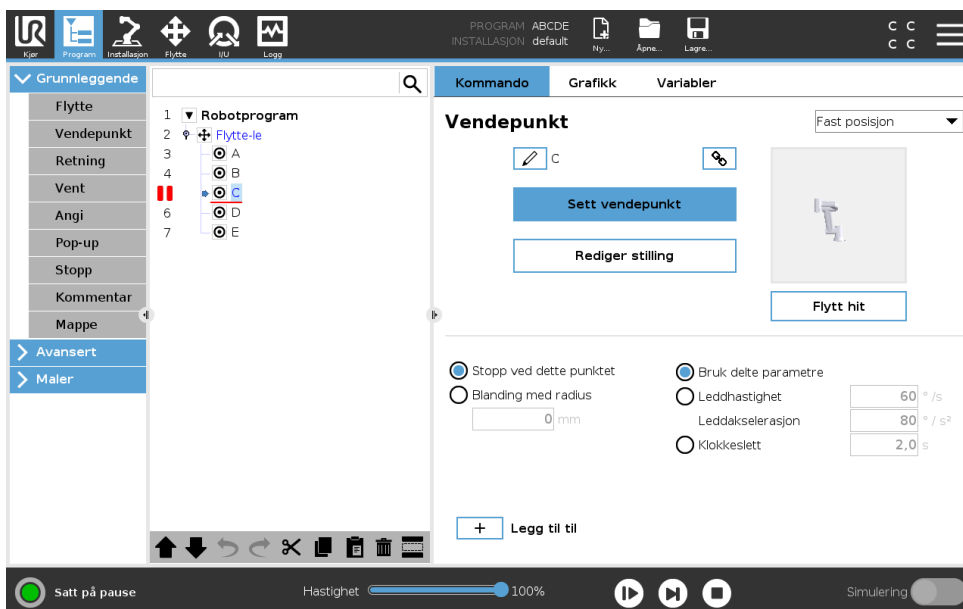 UR
Kjør
Program
Installasjon
Flytte
I/U
Logg
PROGRAM ABCDE
INSTALLASJON default
Ny...
Åpne...
Lagre...
C C
C C
Grunnleggende
Flytte
Vendepunkt
Retning
Vent
Angi
Pop-up
Stopp
Kommentar
Mappe
Avansert
Maler
1 Robotprogram
2 Flytte-le
3 A
4 B
C
6 D
7 E
Kommando
Grafikk
Variabler
Vendepunkt
Fast posisjon
C
Sett vendepunkt
Rediger stilling
Flytt hit
Stopp ved dette punktet
Blanding med radius
0 mm
Bruk delte parametre
Leddhastighet 60 ° /s
Leddakselerasjon 80 ° / s²
Klokkeslett 2,0 s
+ Legg til til
Satt på pause
Hastighet 100%
Simulering